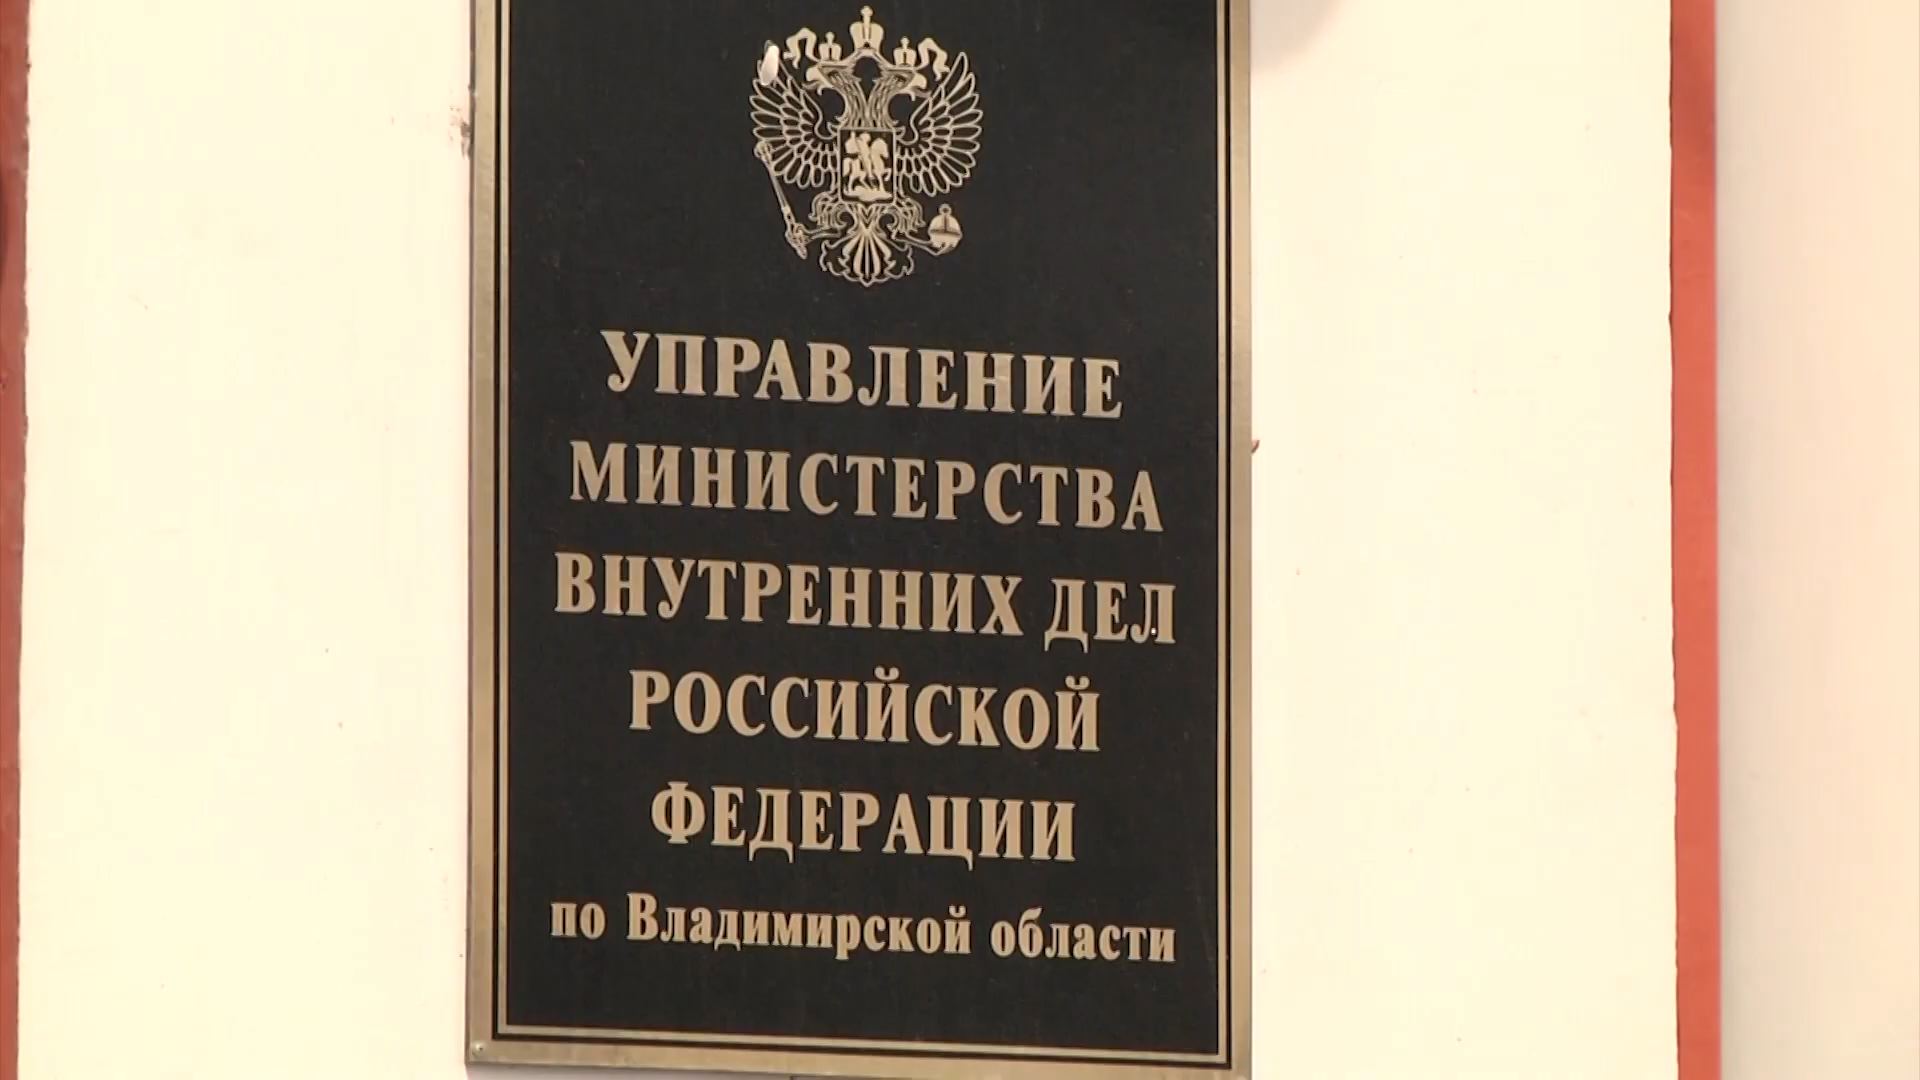 УПРАВЛЕНИЕ
МИНИСТЕРСТВА
ВНУТРЕННИХ ДЕЛ
РОССИЙСКОЙ
ФЕДЕРАЦИИ
по Владимирской области